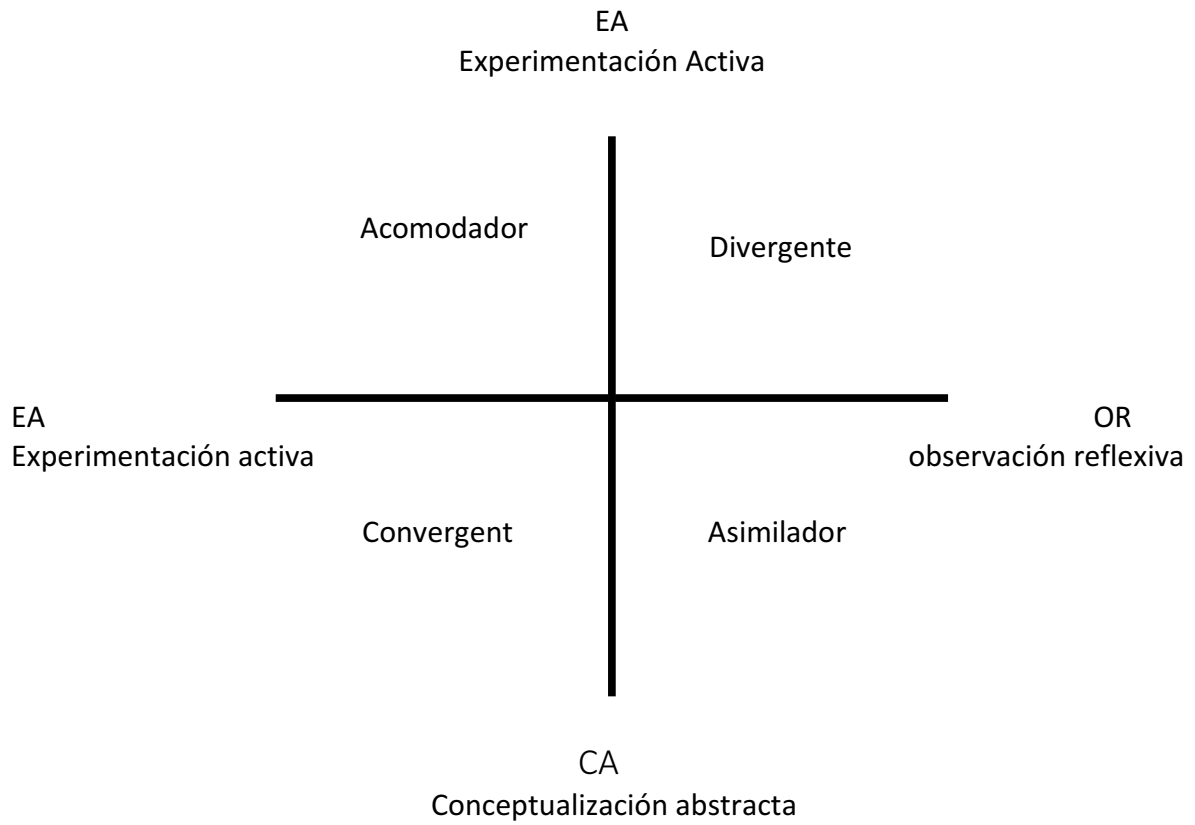 EA
Experimentación Activa
Acomodador
Divergente
EA
Experimentación activa
OR
observación reflexiva
Convergent
Asimilador
CA
Conceptualización abstracta